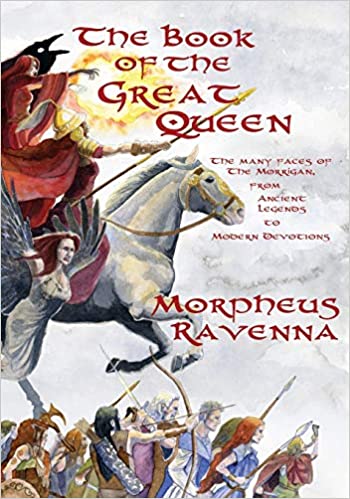 The Book
of the
Great
Queen
The many faces of
The Morrigan,
from
Ancient
Legends
to
Modern Devotions
Morpheus
Ravenna